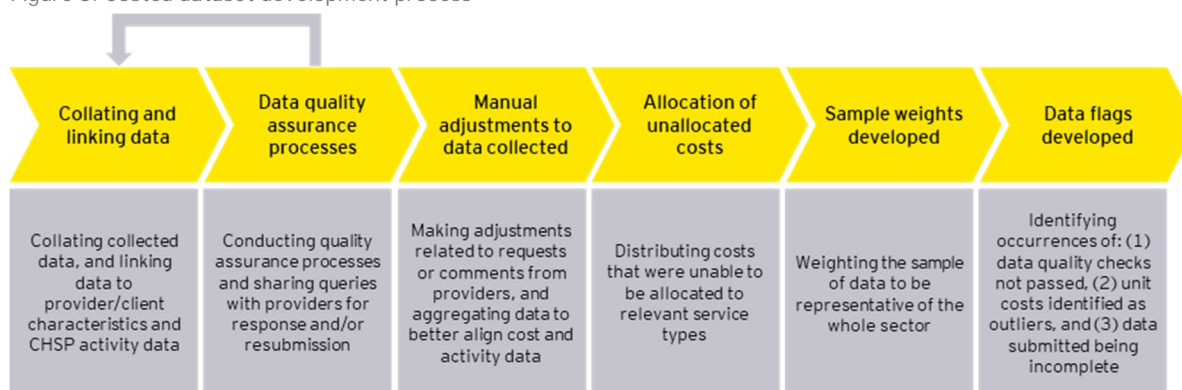 Collating and
linking data
Data quality
assurance
processes
Manual
adjustments to
data collected
Allocation of
unallocated
costs
Sample weights
developed
Data flags
developed
Collating collected
data, and linking
data to
provider/client
characteristics and
CHSP activity data
Conducting quality
assurance processes
and sharing queries
with providers for
response and/or
resubmission
Making adjustments
related to requests
or comments from
providers, and
aggregating data to
better align cost and
activity data
Distributing costs
that were unable to
be allocated to
relevant service
types
Weighting the sample
of data to be
representative of the
whole sector
Identifying
occurrences of: (1)
data quality checks
not passed, (2) unit
costs identified as
outliers, and (3) data
submitted being
incomplete